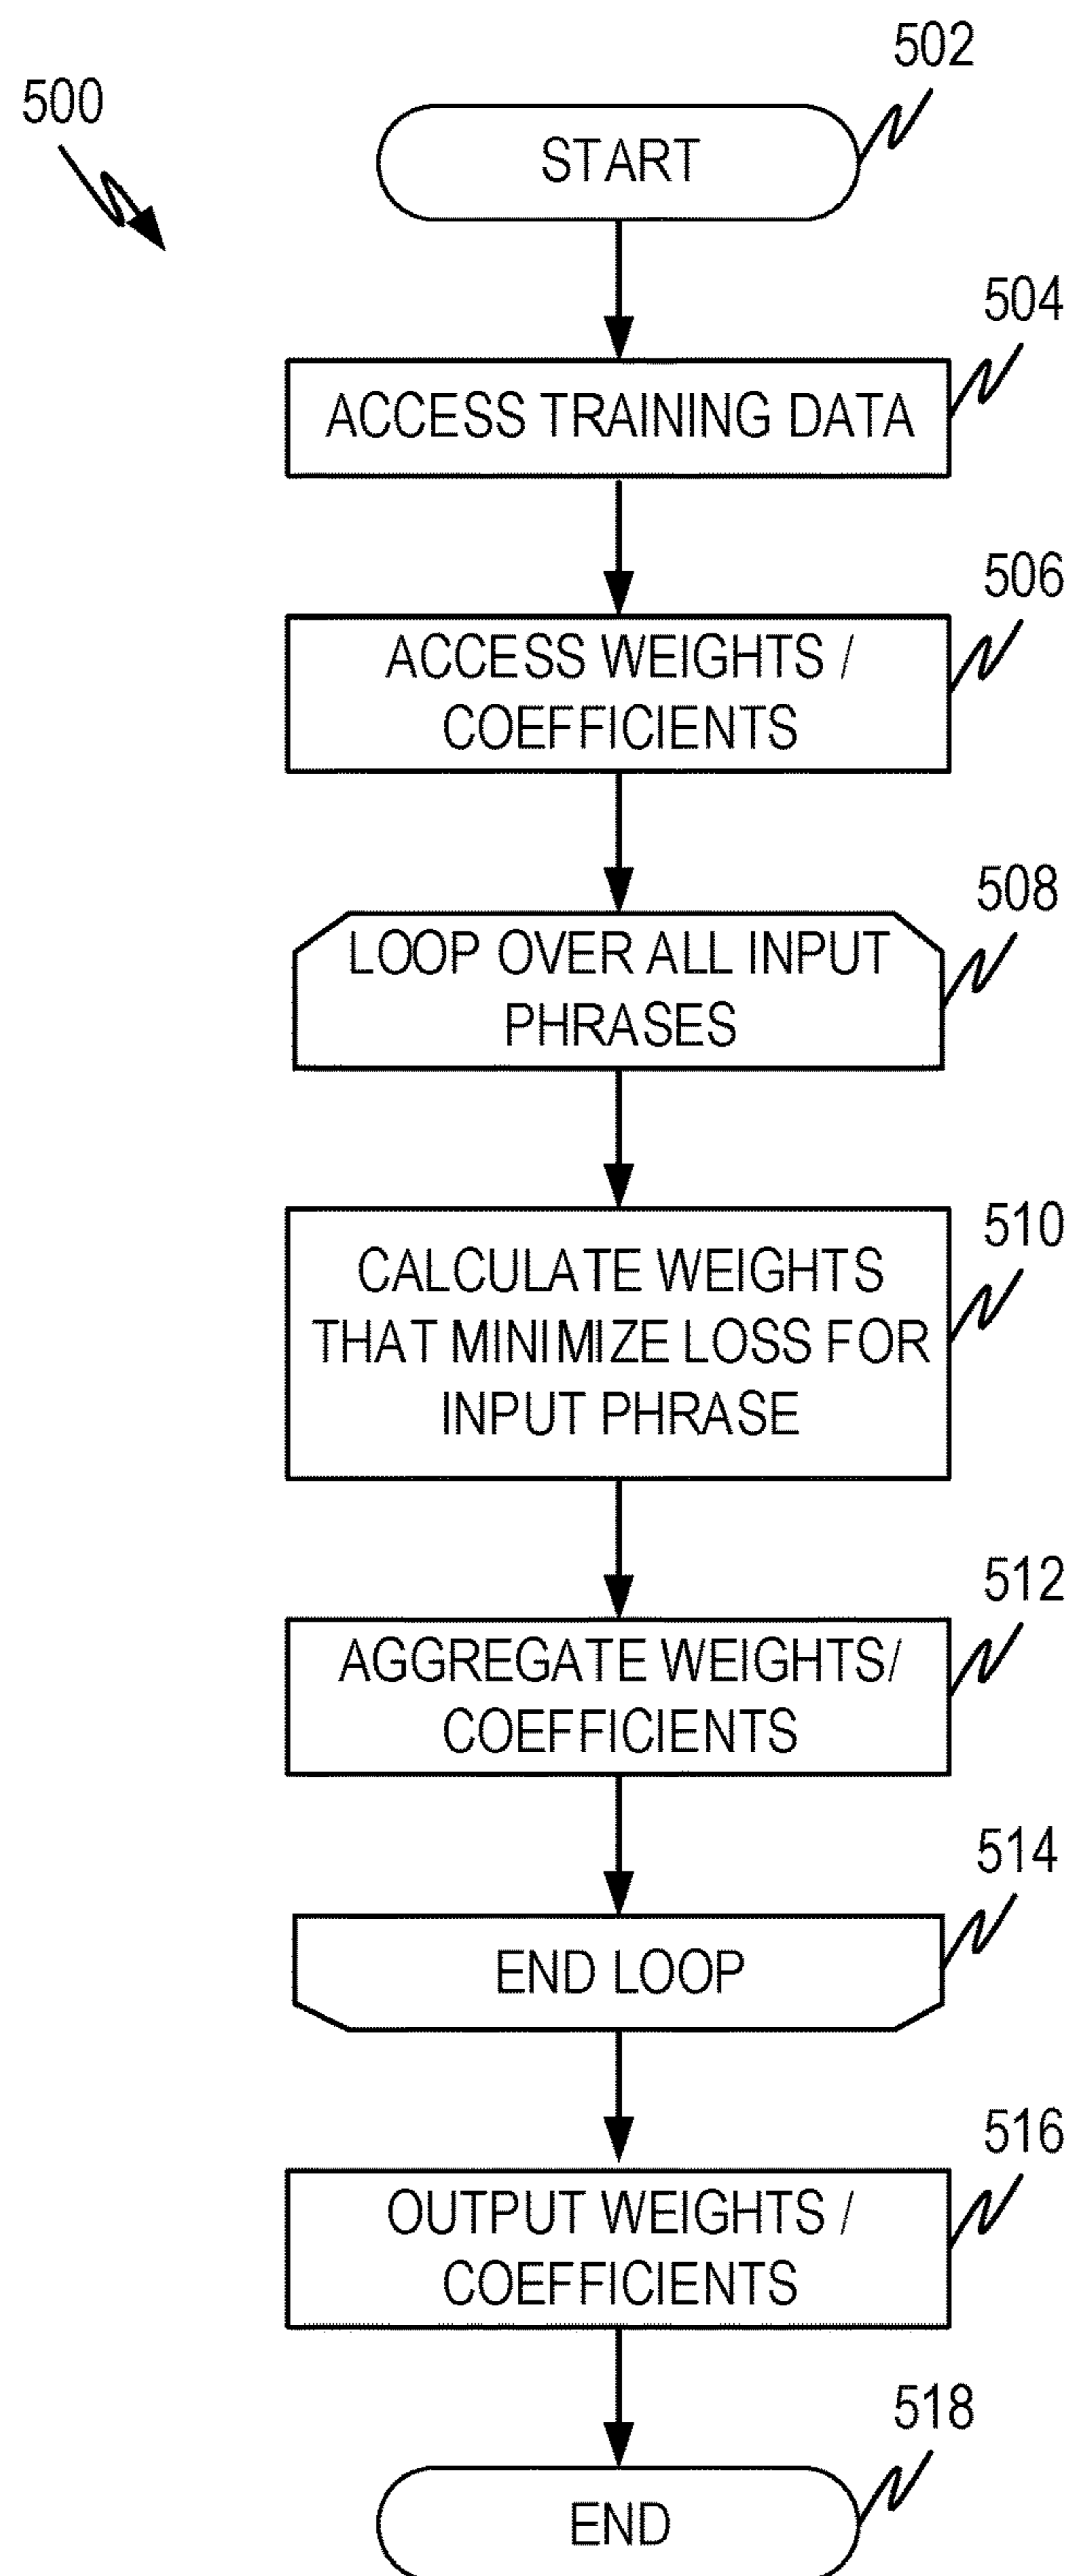 500
502
START
504
ACCESS TRAINING DATA
506
ACCESS WEIGHTS /
COEFFICIENTS
508
LOOP OVER ALL INPUT
PHRASES
510
CALCULATE WEIGHTS
THAT MINIMIZE LOSS FOR
INPUT PHRASE
512
AGGREGATE WEIGHTS/
COEFFICIENTS
514
END LOOP
516
OUTPUT WEIGHTS /
COEFFICIENTS
518
END